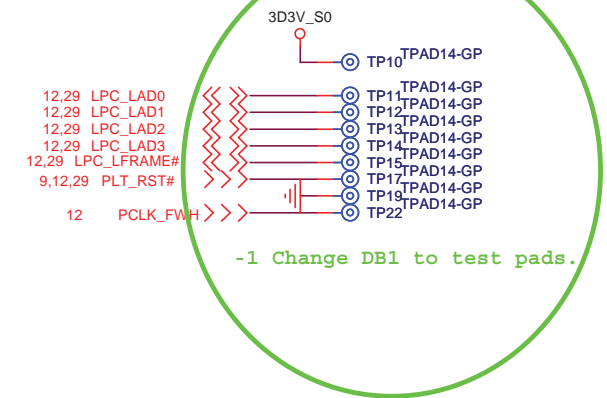 3D3V_S0
TP10 TPAD14-GP
12,29 LPC_LAD0 TP11 TPAD14-GP
12,29 LPC_LAD1 TP12 TPAD14-GP
12,29 LPC_LAD2 TP13 TPAD14-GP
12,29 LPC_LAD3 TP14 TPAD14-GP
12,29 LPC_LFRAME# TP15 TPAD14-GP
9,12,29 PLT_RST# TP17 TPAD14-GP
TP19 TPAD14-GP
12 PCLK_FWH TP22 TPAD14-GP
-1 Change DB1 to test pads.